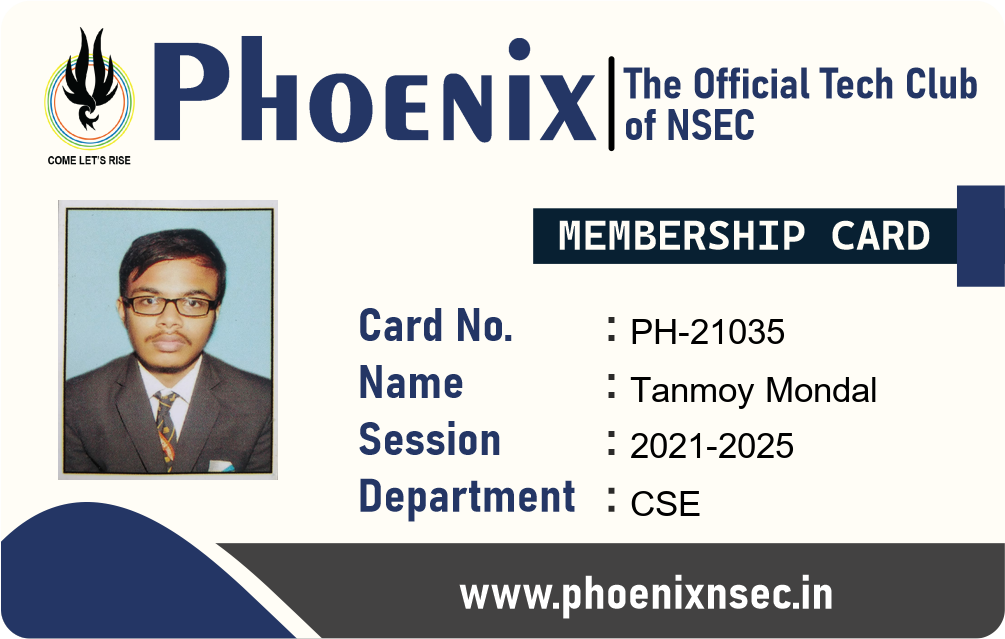 COME LET'S RISE
PHOENIX
The Official Tech Club
of NSEC
MEMBERSHIP CARD
Card No. : PH-21035
Name : Tanmoy Mondal
Session : 2021-2025
Department : CSE
www.phoenixnsec.in